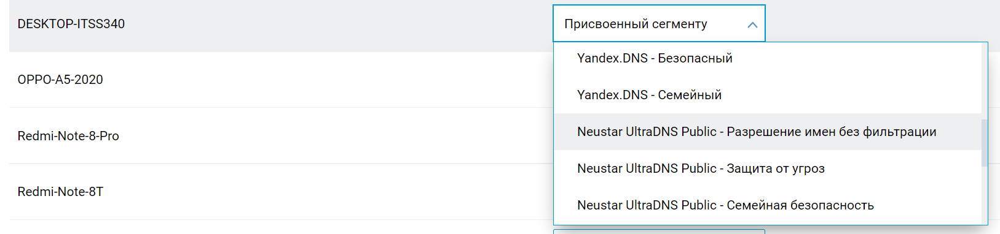 DESKTOP-ITSS340
Присвоенный сегменту
Yandex.DNS - Безопасный
OPPO-A5-2020
Yandex.DNS - Семейный
Redmi-Note-8-Pro
Neustar UltraDNS Public - Разрешение имен без фильтрации
Neustar UltraDNS Public - Защита от угроз
Redmi-Note-8T
Neustar UltraDNS Public - Семейная безопасность